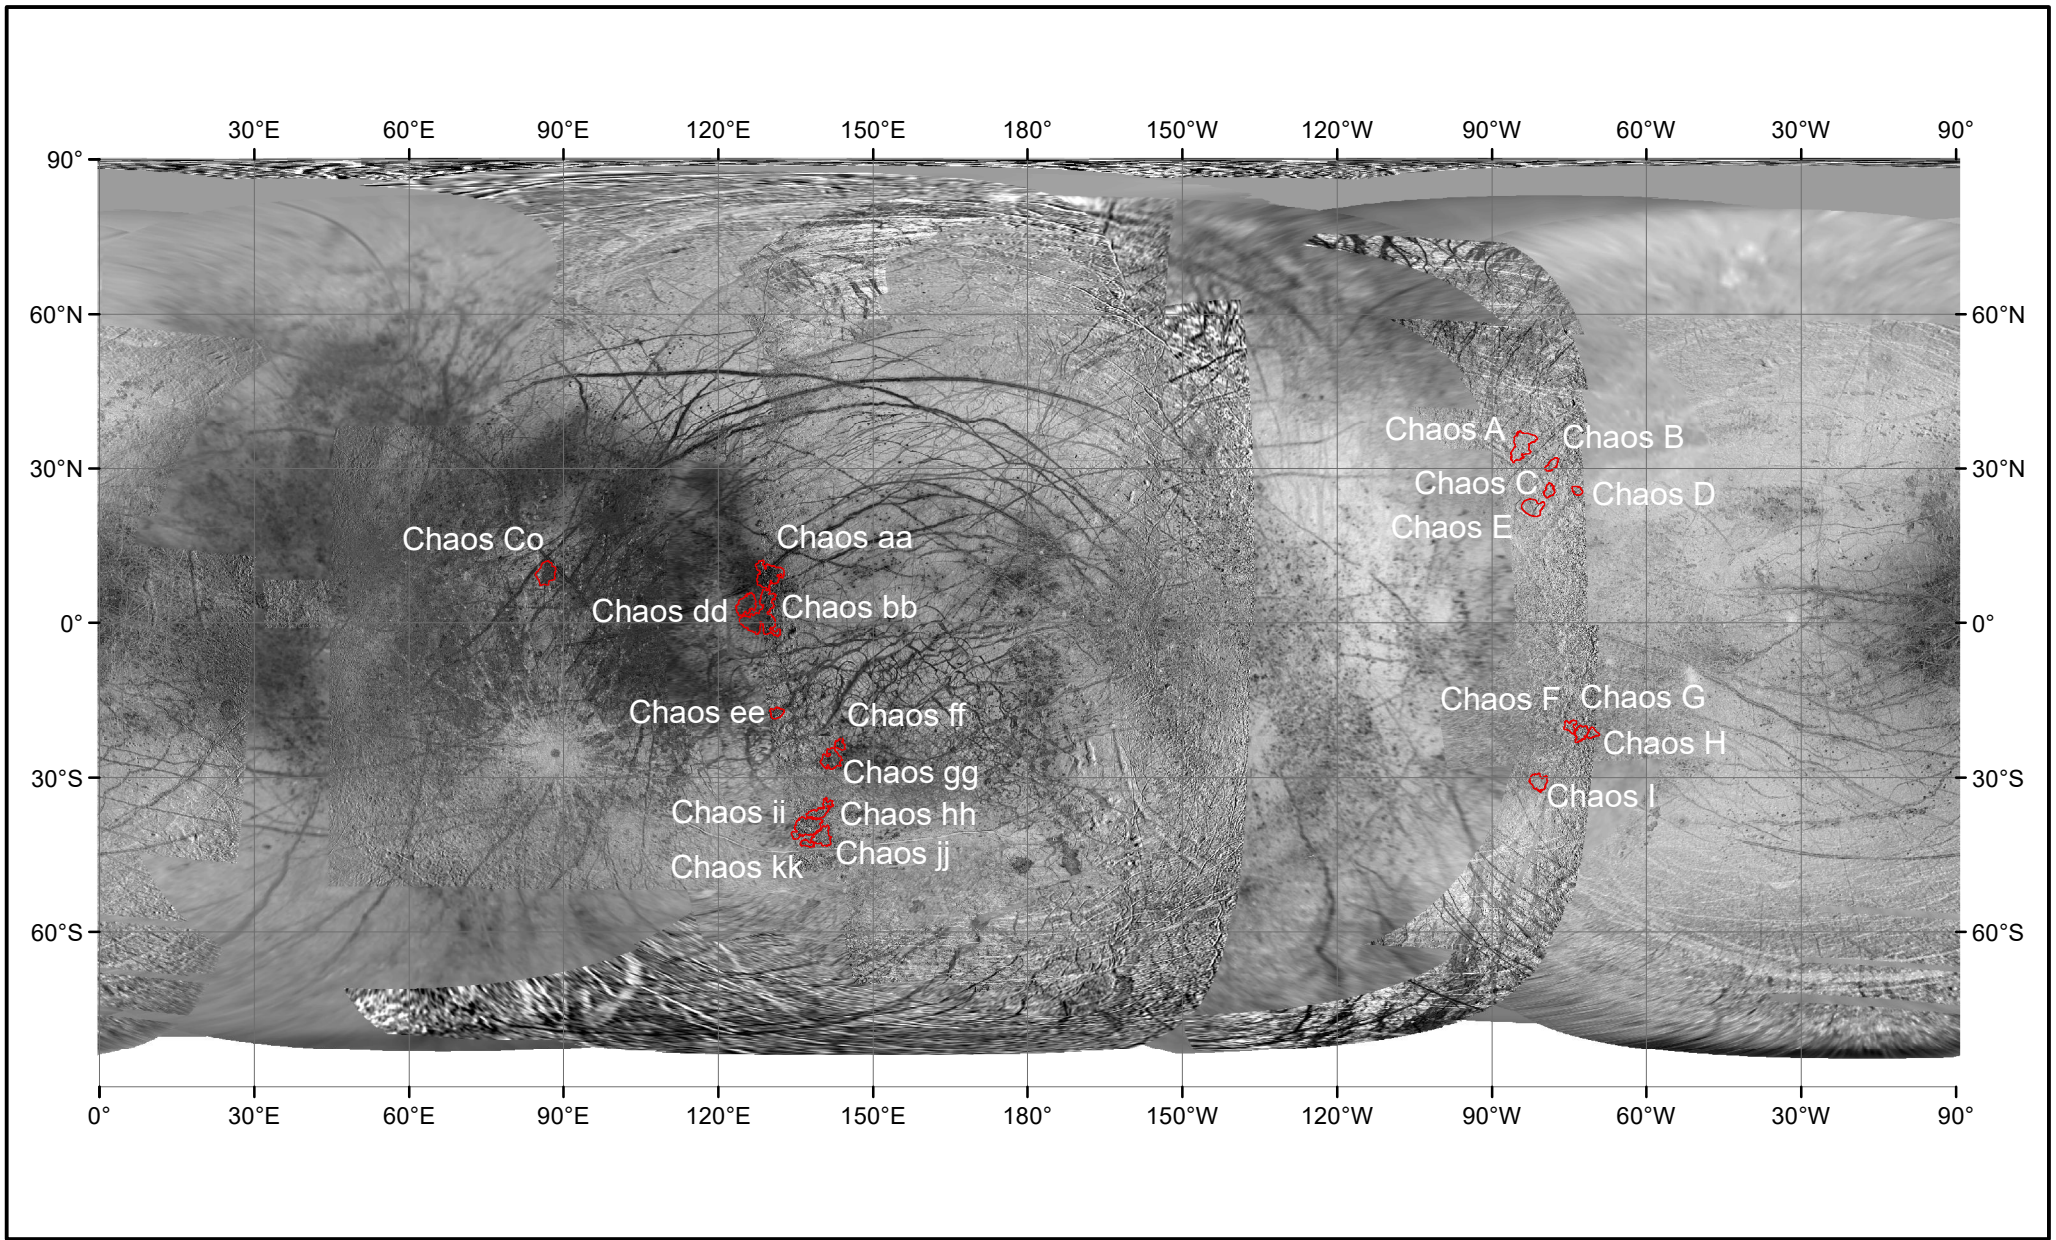 30°E 60°E 90°E 120°E 150°E 180° 150°W 120°W 90°W 60°W 30°W 90°
90°
60°N 60°N
Chaos A Chaos B
30°N 30°N
Chaos C Chaos D
Chaos E
Chaos Co Chaos aa
Chaos dd Chaos bb
0° 0°
Chaos F Chaos G
Chaos ee Chaos ff
Chaos H
Chaos gg
30°S 30°S
Chaos I
Chaos ii Chaos hh
Chaos jj
Chaos kk
60°S 60°S
0° 30°E 60°E 90°E 120°E 150°E 180° 150°W 120°W 90°W 60°W 30°W 90°